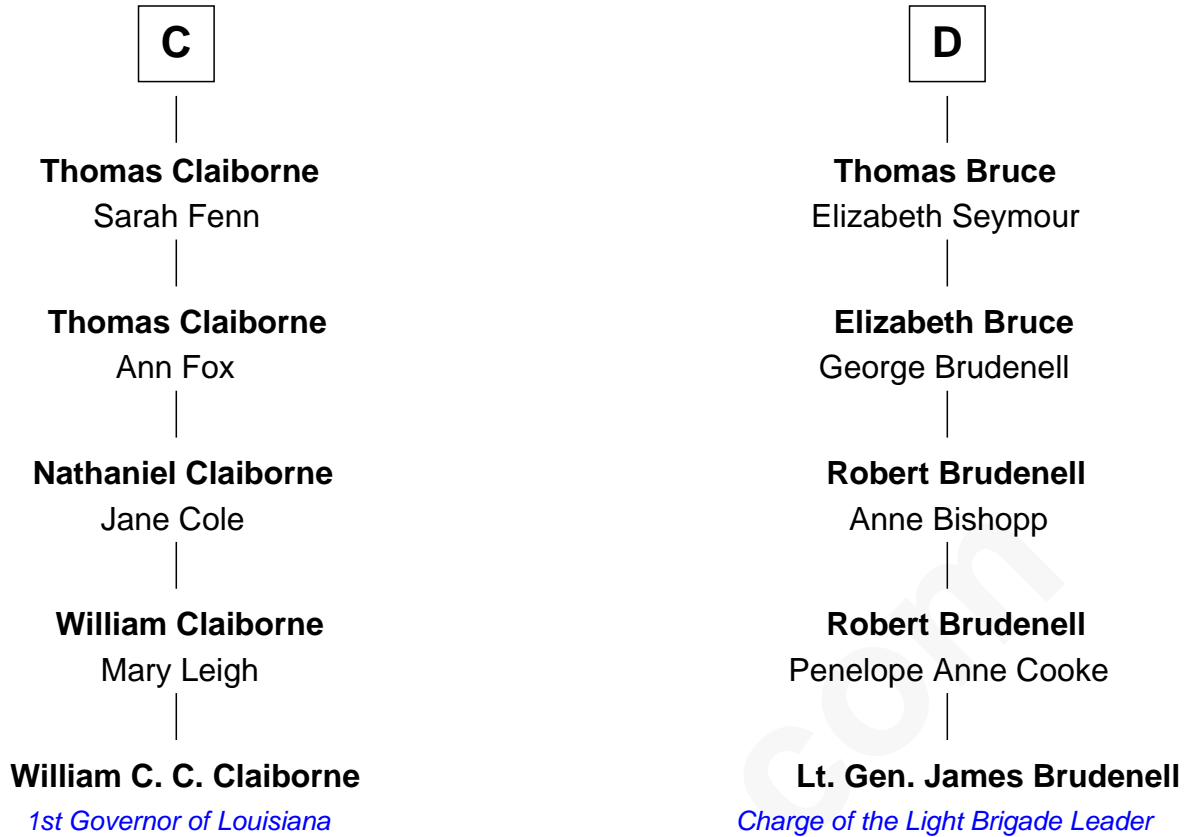 C
Thomas Claiborne
Sarah Fenn
Thomas Claiborne
Ann Fox
Nathaniel Claiborne
Jane Cole
William Claiborne
Mary Leigh
William C. C. Claiborne
1st Governor of Louisiana
D
Thomas Bruce
Elizabeth Seymour
Elizabeth Bruce
George Brudenell
Robert Brudenell
Anne Bishopp
Robert Brudenell
Penelope Anne Cooke
Lt. Gen. James Brudenell
Charge of the Light Brigade Leader
com